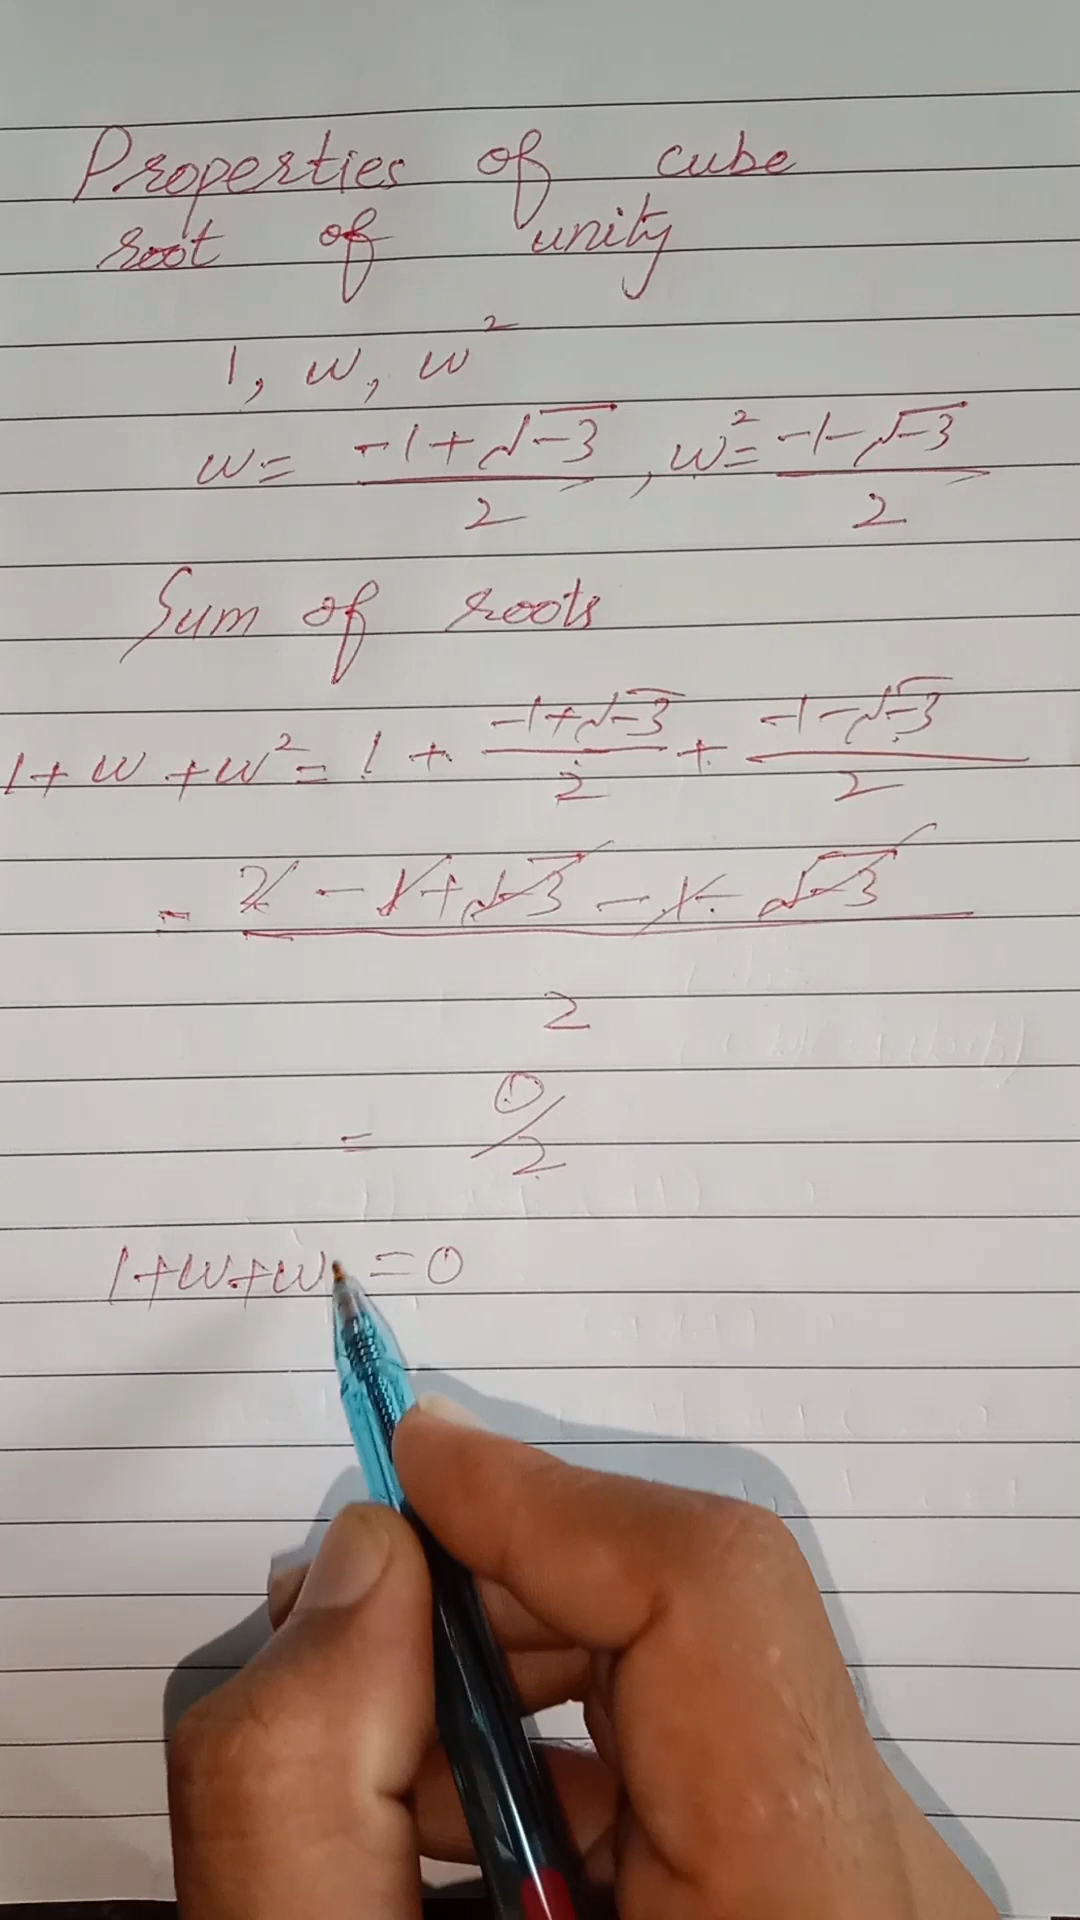 Properties of cube
root of unity
1, w, w²
w = (-1+√-3)/2 , w² = (-1-√-3)/2
Sum of roots
1+w+w² = 1 + (-1+√-3)/2 + (-1-√-3)/2
= (2-1+√-3-1-√-3)/2
= 0/2
1+w+w = 0